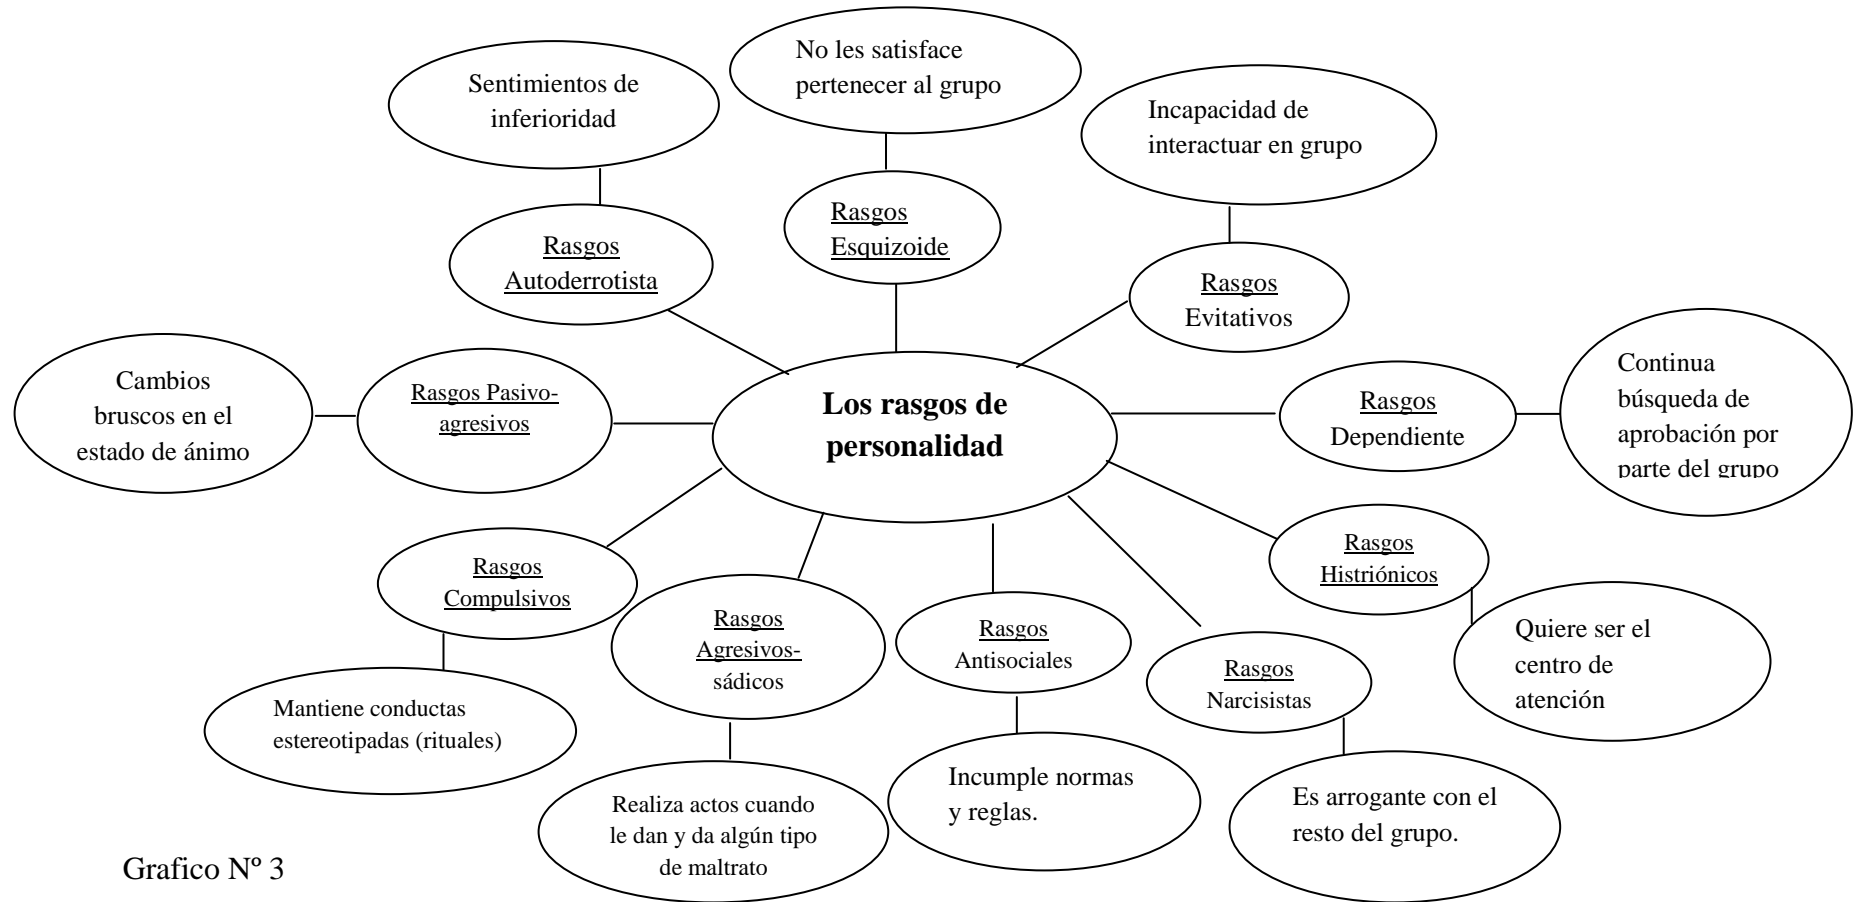 No les satisface
pertenecer al grupo
Sentimientos de
inferioridad
Incapacidad de
interactuar en grupo
Rasgos
Esquizoide
Rasgos
Autoderrotista
Rasgos
Evitativos
Cambios
bruscos en el
estado de ánimo
Rasgos Pasivo-
agresivos
Los rasgos de
personalidad
Rasgos
Dependiente
Continua
búsqueda de
aprobación por
parte del grupo
Rasgos
Compulsivos
Rasgos
Histriónicos
Rasgos
Agresivos-
sádicos
Rasgos
Antisociales
Rasgos
Narcisistas
Quiere ser el
centro de
atención
Mantiene conductas
estereotipadas (rituales)
Realiza actos cuando
le dan y da algún tipo
de maltrato
Incumple normas
y reglas.
Es arrogante con el
resto del grupo.
Grafico Nº 3